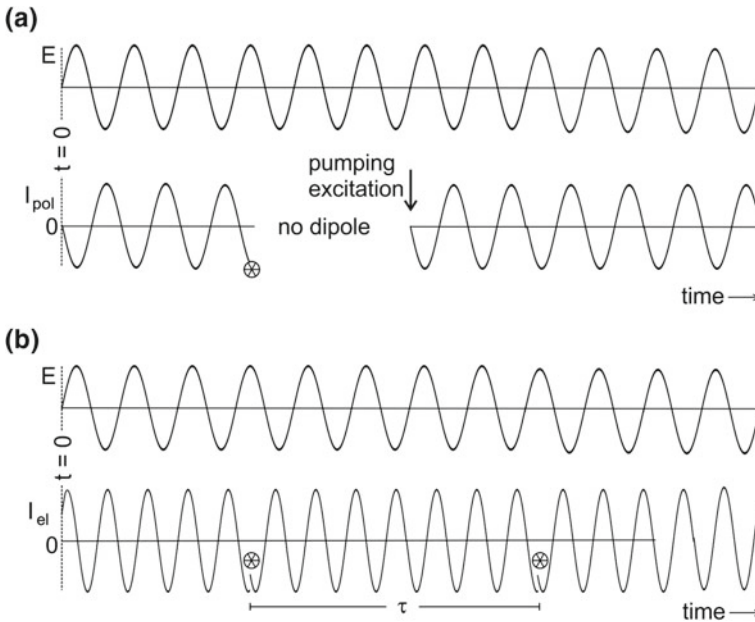 (a)
E
t = 0
pumping
excitation
I pol
0
no dipole
time
(b)
E
t = 0
I el
0
τ
time